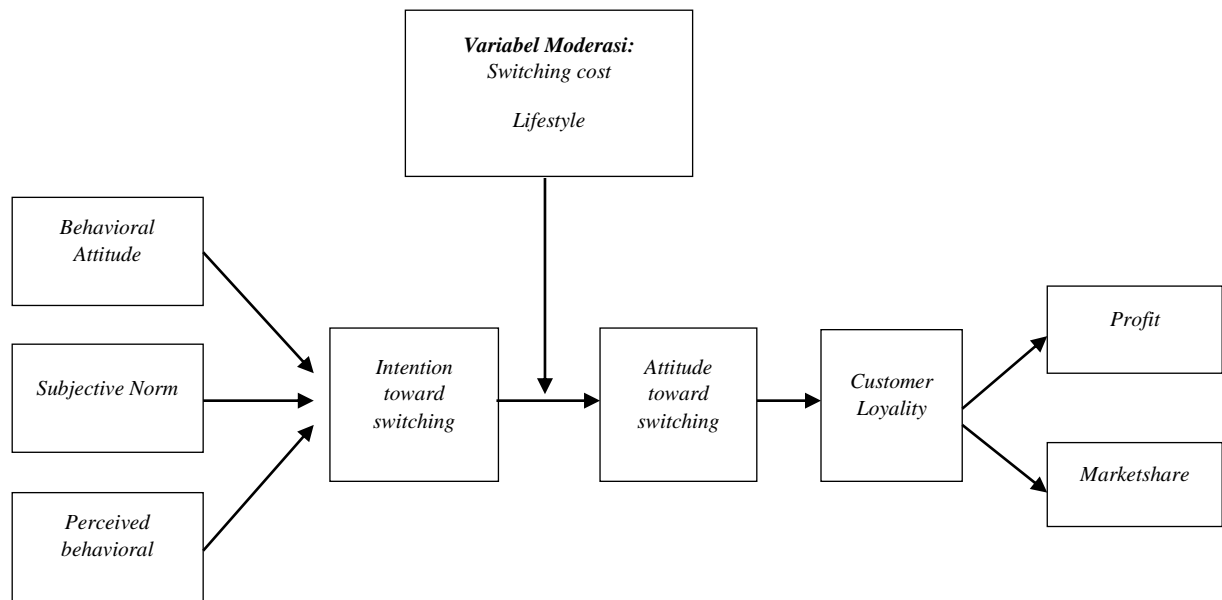 Variabel Moderasi:
Switching cost
Lifestyle
Behavioral
Attitude
Subjective Norm
Perceived
behavioral
Intention
toward
switching
Attitude
toward
switching
Customer
Loyality
Profit
Marketshare